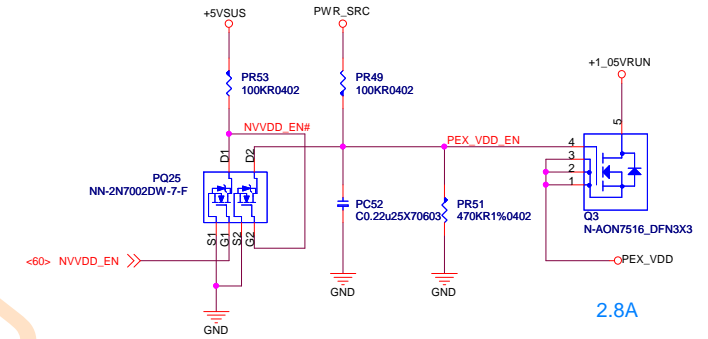 +5VSUS
PWR_SRC
PR53
100KR0402
PR49
100KR0402
+1_05VRUN
NVVDD_EN#
PEX_VDD_EN
5
4
3
2
1
D1
D2
PQ25
NN-2N7002DW-7-F
S1
G1
S2
G2
PC52
C0.22u25X70603
PR51
470KR1%0402
Q3
N-AON7516_DFN3X3
<60> NVVDD_EN
PEX_VDD
GND
GND
GND
2.8A